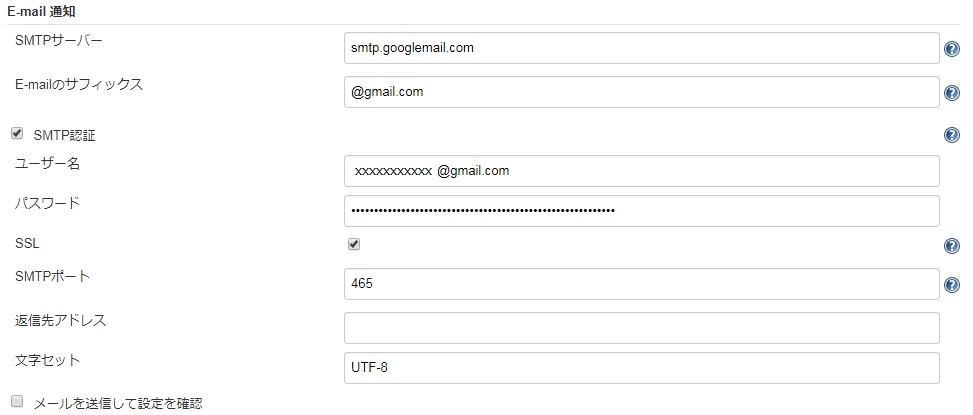 E-mail 通知
SMTPサーバー
smtp.googlemail.com
E-mailのサフィックス
@gmail.com
SMTP認証
ユーザー名
xxxxxxxxxxx @gmail.com
パスワード
••••••••••••••••••••••••••••••••••••••••••••••••••••••••••
SSL
SMTPポート
465
返信先アドレス
文字セット
UTF-8
メールを送信して設定を確認